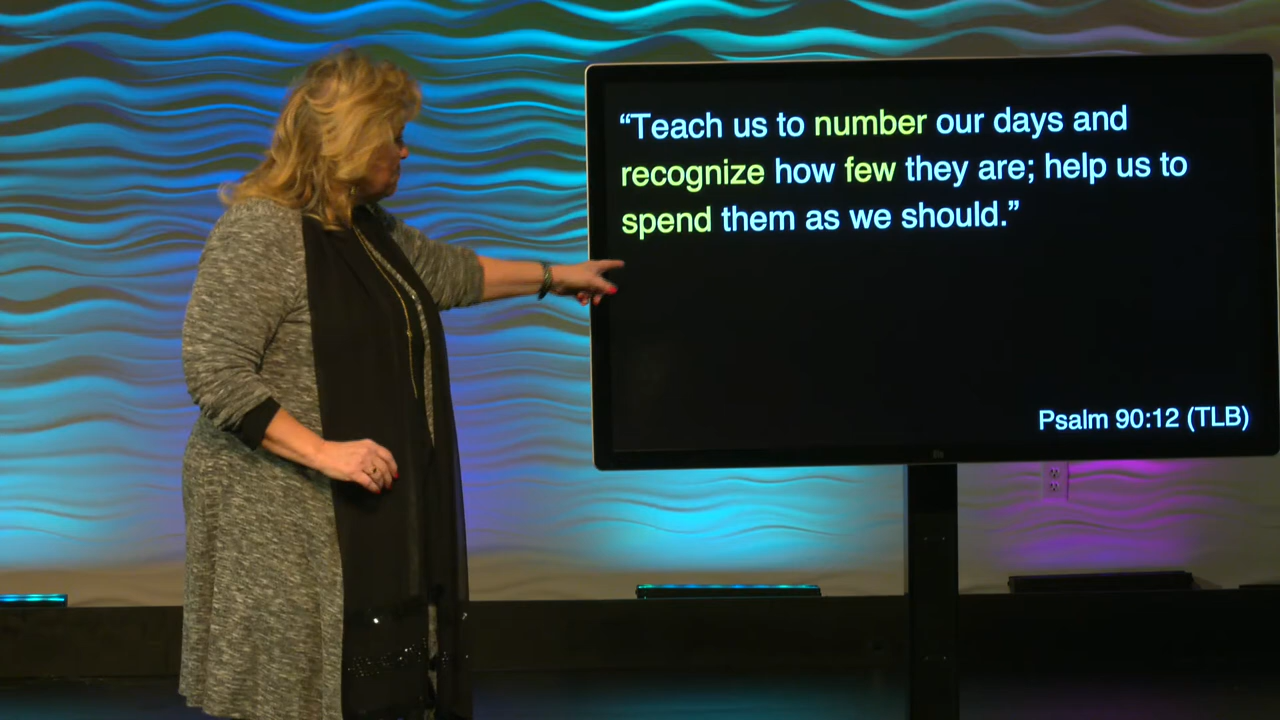 “Teach us to number our days and
recognize how few they are; help us to
spend them as we should.”
Psalm 90:12 (TLB)